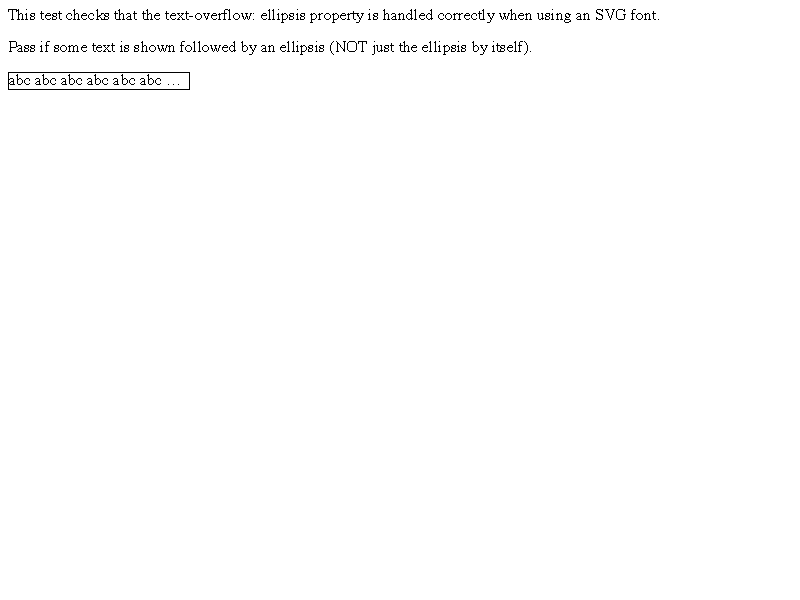 This test checks that the text-overflow: ellipsis property is handled correctly when using an SVG font.
Pass if some text is shown followed by an ellipsis (NOT just the ellipsis by itself).
abc abc abc abc abc abc …